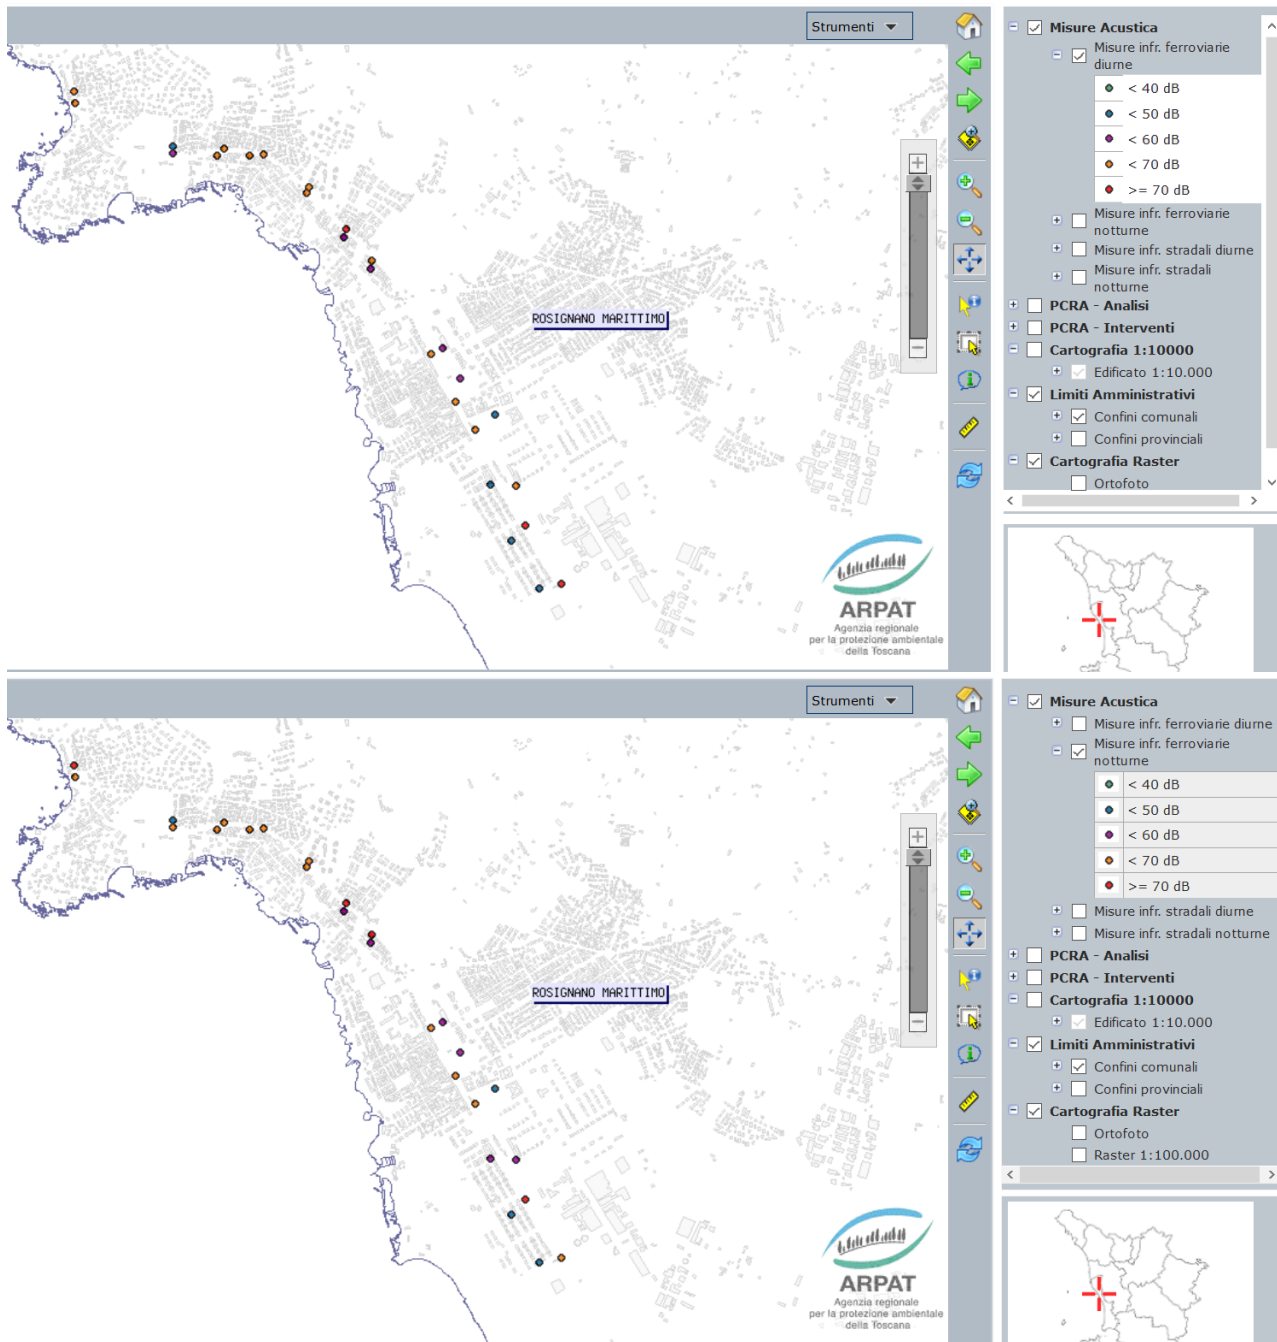 Strumenti
Misure Acustica
Misure infr. ferroviarie
diurne
< 40 dB
< 50 dB
< 60 dB
< 70 dB
>= 70 dB
Misure infr. ferroviarie
notturne
Misure infr. stradali diurne
Misure infr. stradali
notturne
PCRA - Analisi
PCRA - Interventi
Cartografia 1:10000
Edificato 1:10.000
Limiti Amministrativi
Confini comunali
Confini provinciali
Cartografia Raster
Ortofoto
ROSIGNANO MARITTIMO
ARPAT
Agenzia regionale
per la protezione ambientale
della Toscana
Strumenti
Misure Acustica
Misure infr. ferroviarie diurne
Misure infr. ferroviarie
notturne
< 40 dB
< 50 dB
< 60 dB
< 70 dB
>= 70 dB
Misure infr. stradali diurne
Misure infr. stradali notturne
PCRA - Analisi
PCRA - Interventi
Cartografia 1:10000
Edificato 1:10.000
Limiti Amministrativi
Confini comunali
Confini provinciali
Cartografia Raster
Ortofoto
Raster 1:100.000
ROSIGNANO MARITTIMO
ARPAT
Agenzia regionale
per la protezione ambientale
della Toscana